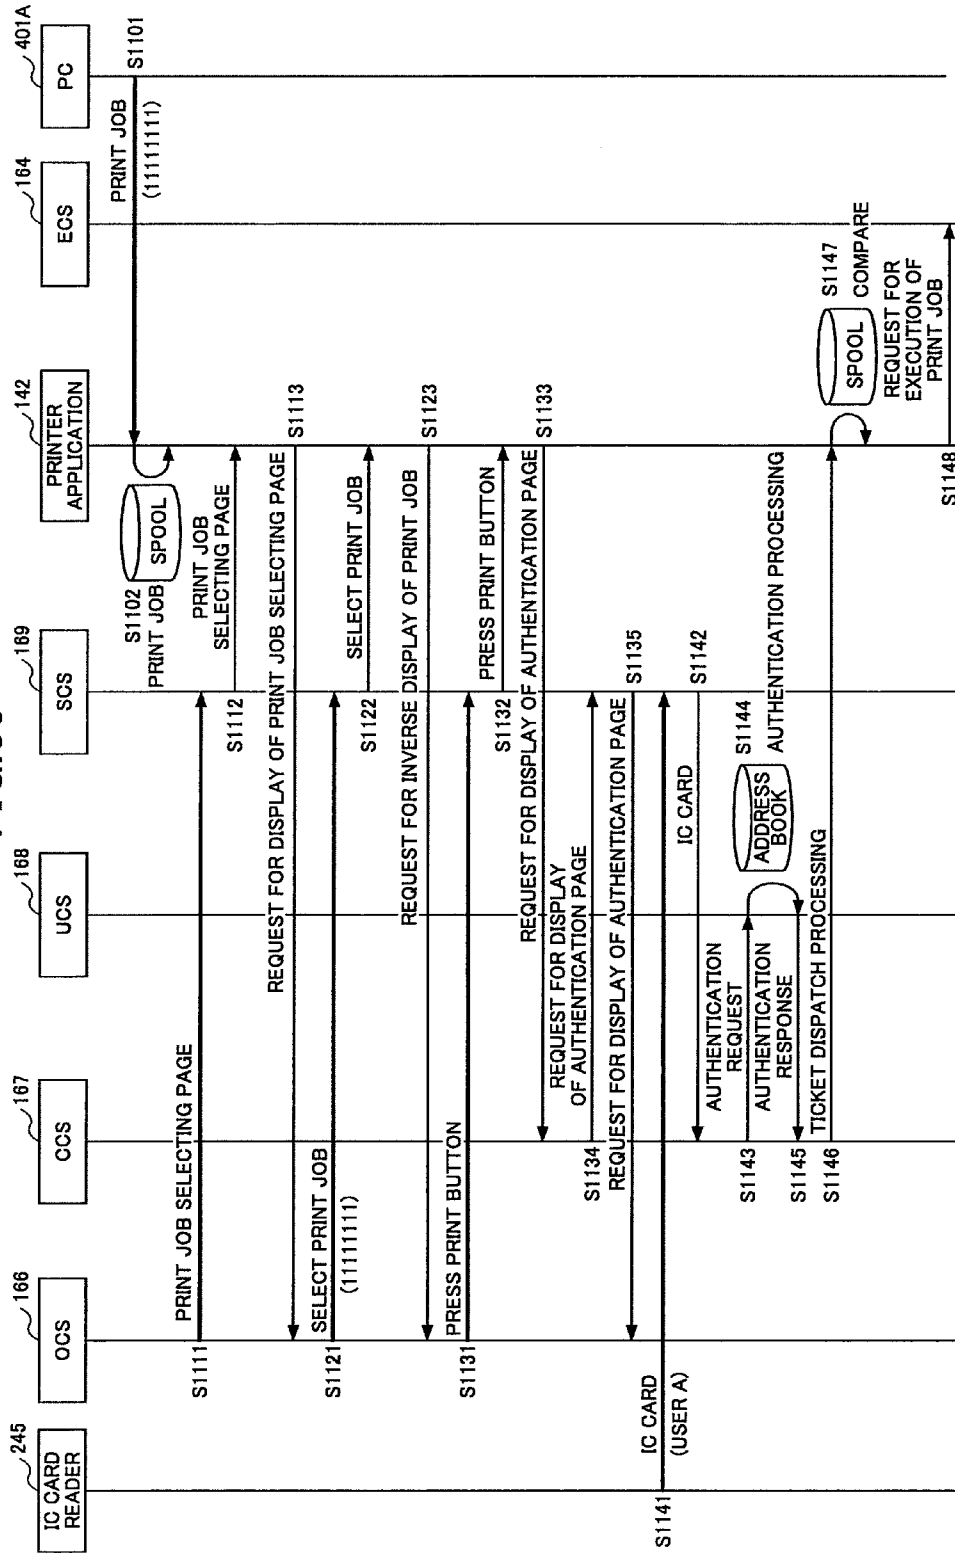 245
166
167
168
169
142
164
401A
IC CARD
READER
OCS
CCS
UCS
SCS
PRINTER
APPLICATION
ECS
PC
PRINT JOB
(11111111)
S1101
S1102
PRINT JOB
SPOOL
S1111
PRINT JOB SELECTING PAGE
S1112
PRINT JOB
SELECTING PAGE
REQUEST FOR DISPLAY OF PRINT JOB SELECTING PAGE
S1113
S1121
SELECT PRINT JOB
(11111111)
S1122
SELECT PRINT JOB
REQUEST FOR INVERSE DISPLAY OF PRINT JOB
S1123
S1131
PRESS PRINT BUTTON
S1132
PRESS PRINT BUTTON
REQUEST FOR DISPLAY OF AUTHENTICATION PAGE
S1133
S1134
REQUEST FOR DISPLAY
OF AUTHENTICATION PAGE
REQUEST FOR DISPLAY OF AUTHENTICATION PAGE
S1135
S1141
IC CARD
(USER A)
IC CARD
S1142
S1143
AUTHENTICATION
REQUEST
ADDRESS
BOOK
S1144
S1145
AUTHENTICATION
RESPONSE
S1146
TICKET DISPATCH PROCESSING
AUTHENTICATION PROCESSING
SPOOL
S1147
COMPARE
S1148
REQUEST FOR
EXECUTION OF
PRINT JOB